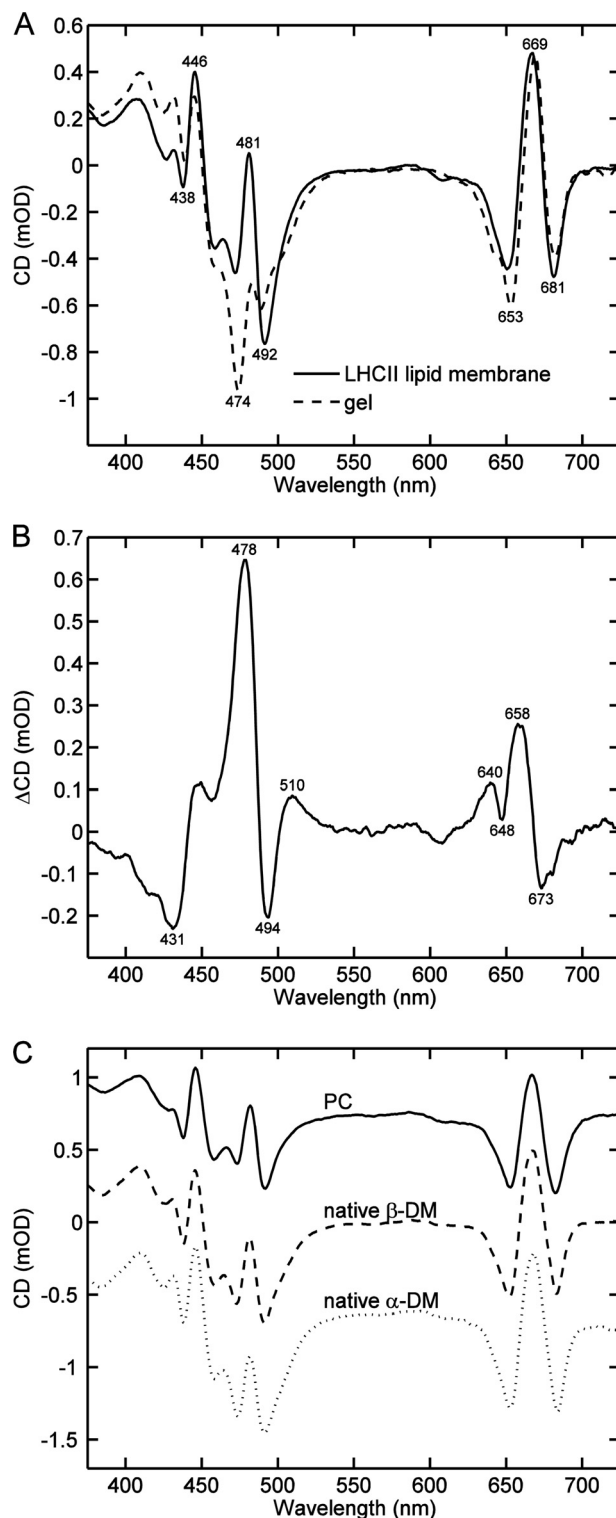 A
CD (mOD)
0.6
0.4
0.2
0
-0.2
-0.4
-0.6
-0.8
-1
446
669
481
438
653
681
492
474
LHCII lipid membrane
gel
400 450 500 550 600 650 700
Wavelength (nm)
B
ΔCD (mOD)
0.7
0.6
0.5
0.4
0.3
0.2
0.1
0
-0.1
-0.2
478
658
640
510
648
673
431
494
400 450 500 550 600 650 700
Wavelength (nm)
C
CD (mOD)
1
0.5
0
-0.5
-1
-1.5
PC
native β-DM
native α-DM
400 450 500 550 600 650 700
Wavelength (nm)